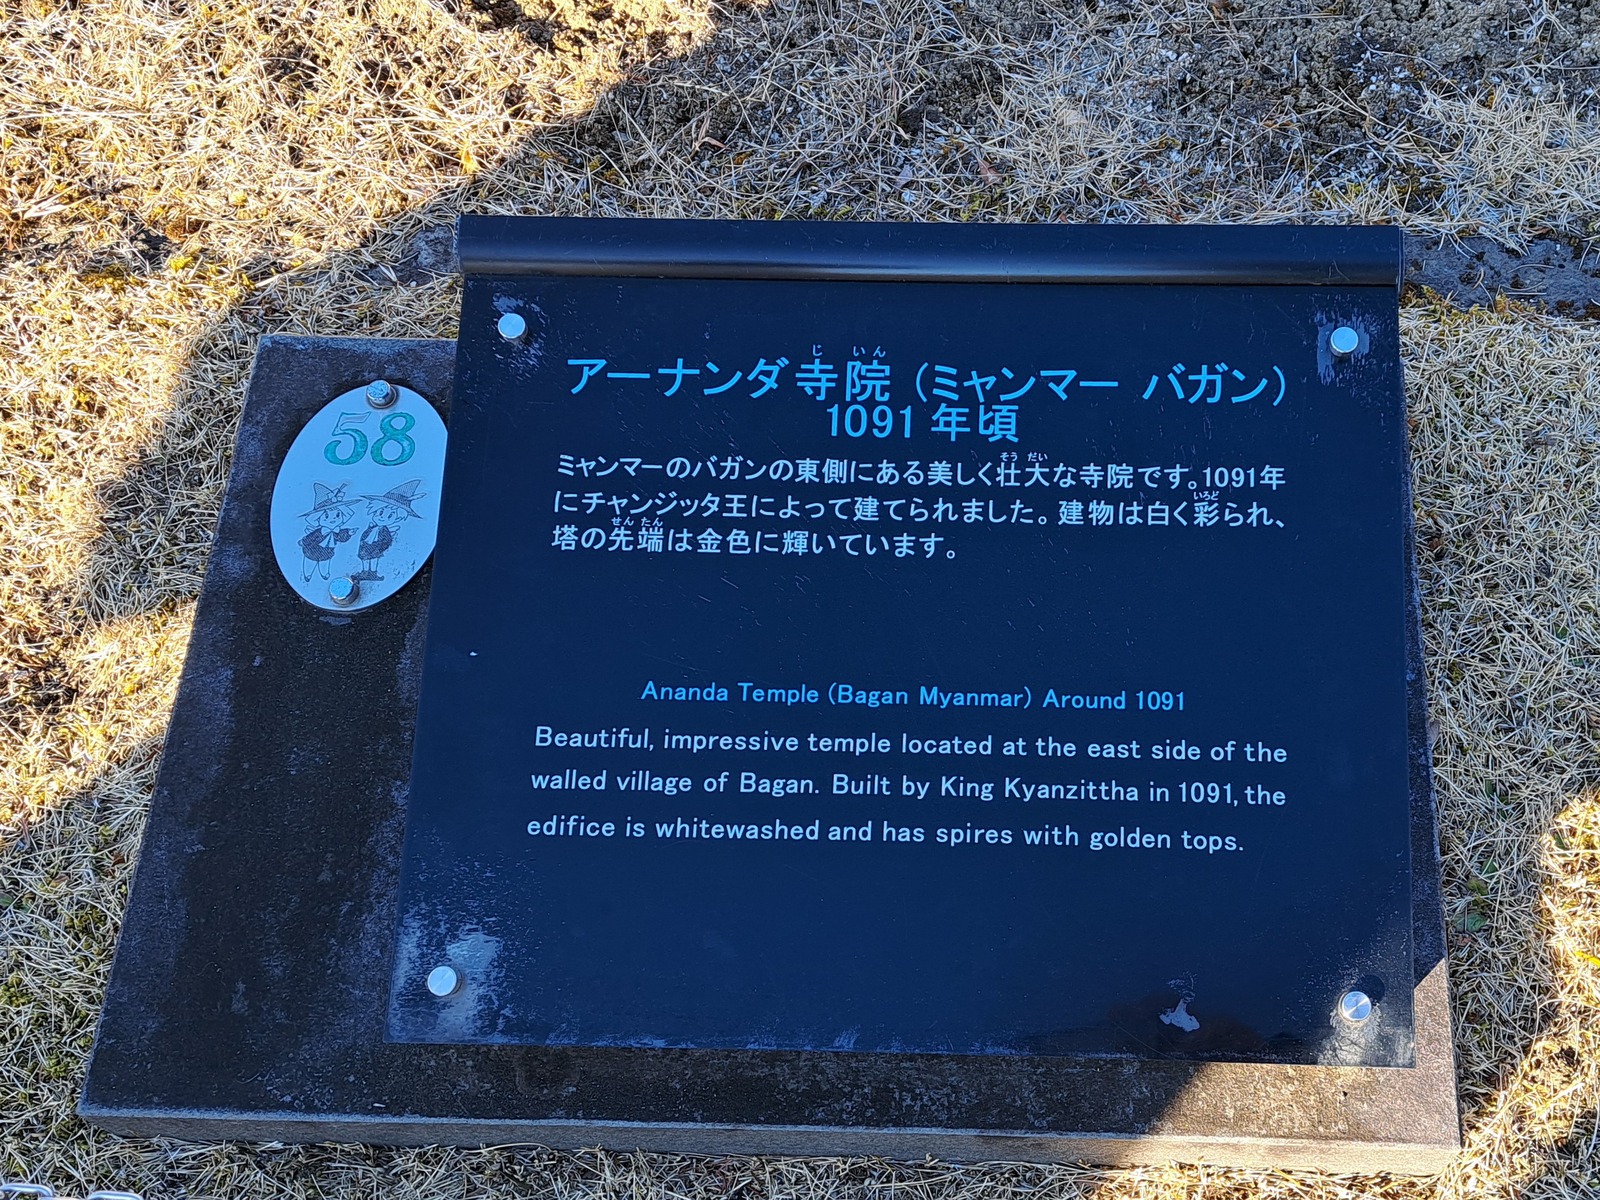 58
アーナンダ寺院 (ミャンマー バガン)
1091年頃
ミャンマーのバガンの東側にある美しく壮大な寺院です。1091年
にチャンジッタ王によって建てられました。建物は白く彩られ、
塔の先端は金色に輝いています。
Ananda Temple (Bagan Myanmar) Around 1091
Beautiful, impressive temple located at the east side of the
walled village of Bagan. Built by King Kyanzittha in 1091, the
edifice is whitewashed and has spires with golden tops.